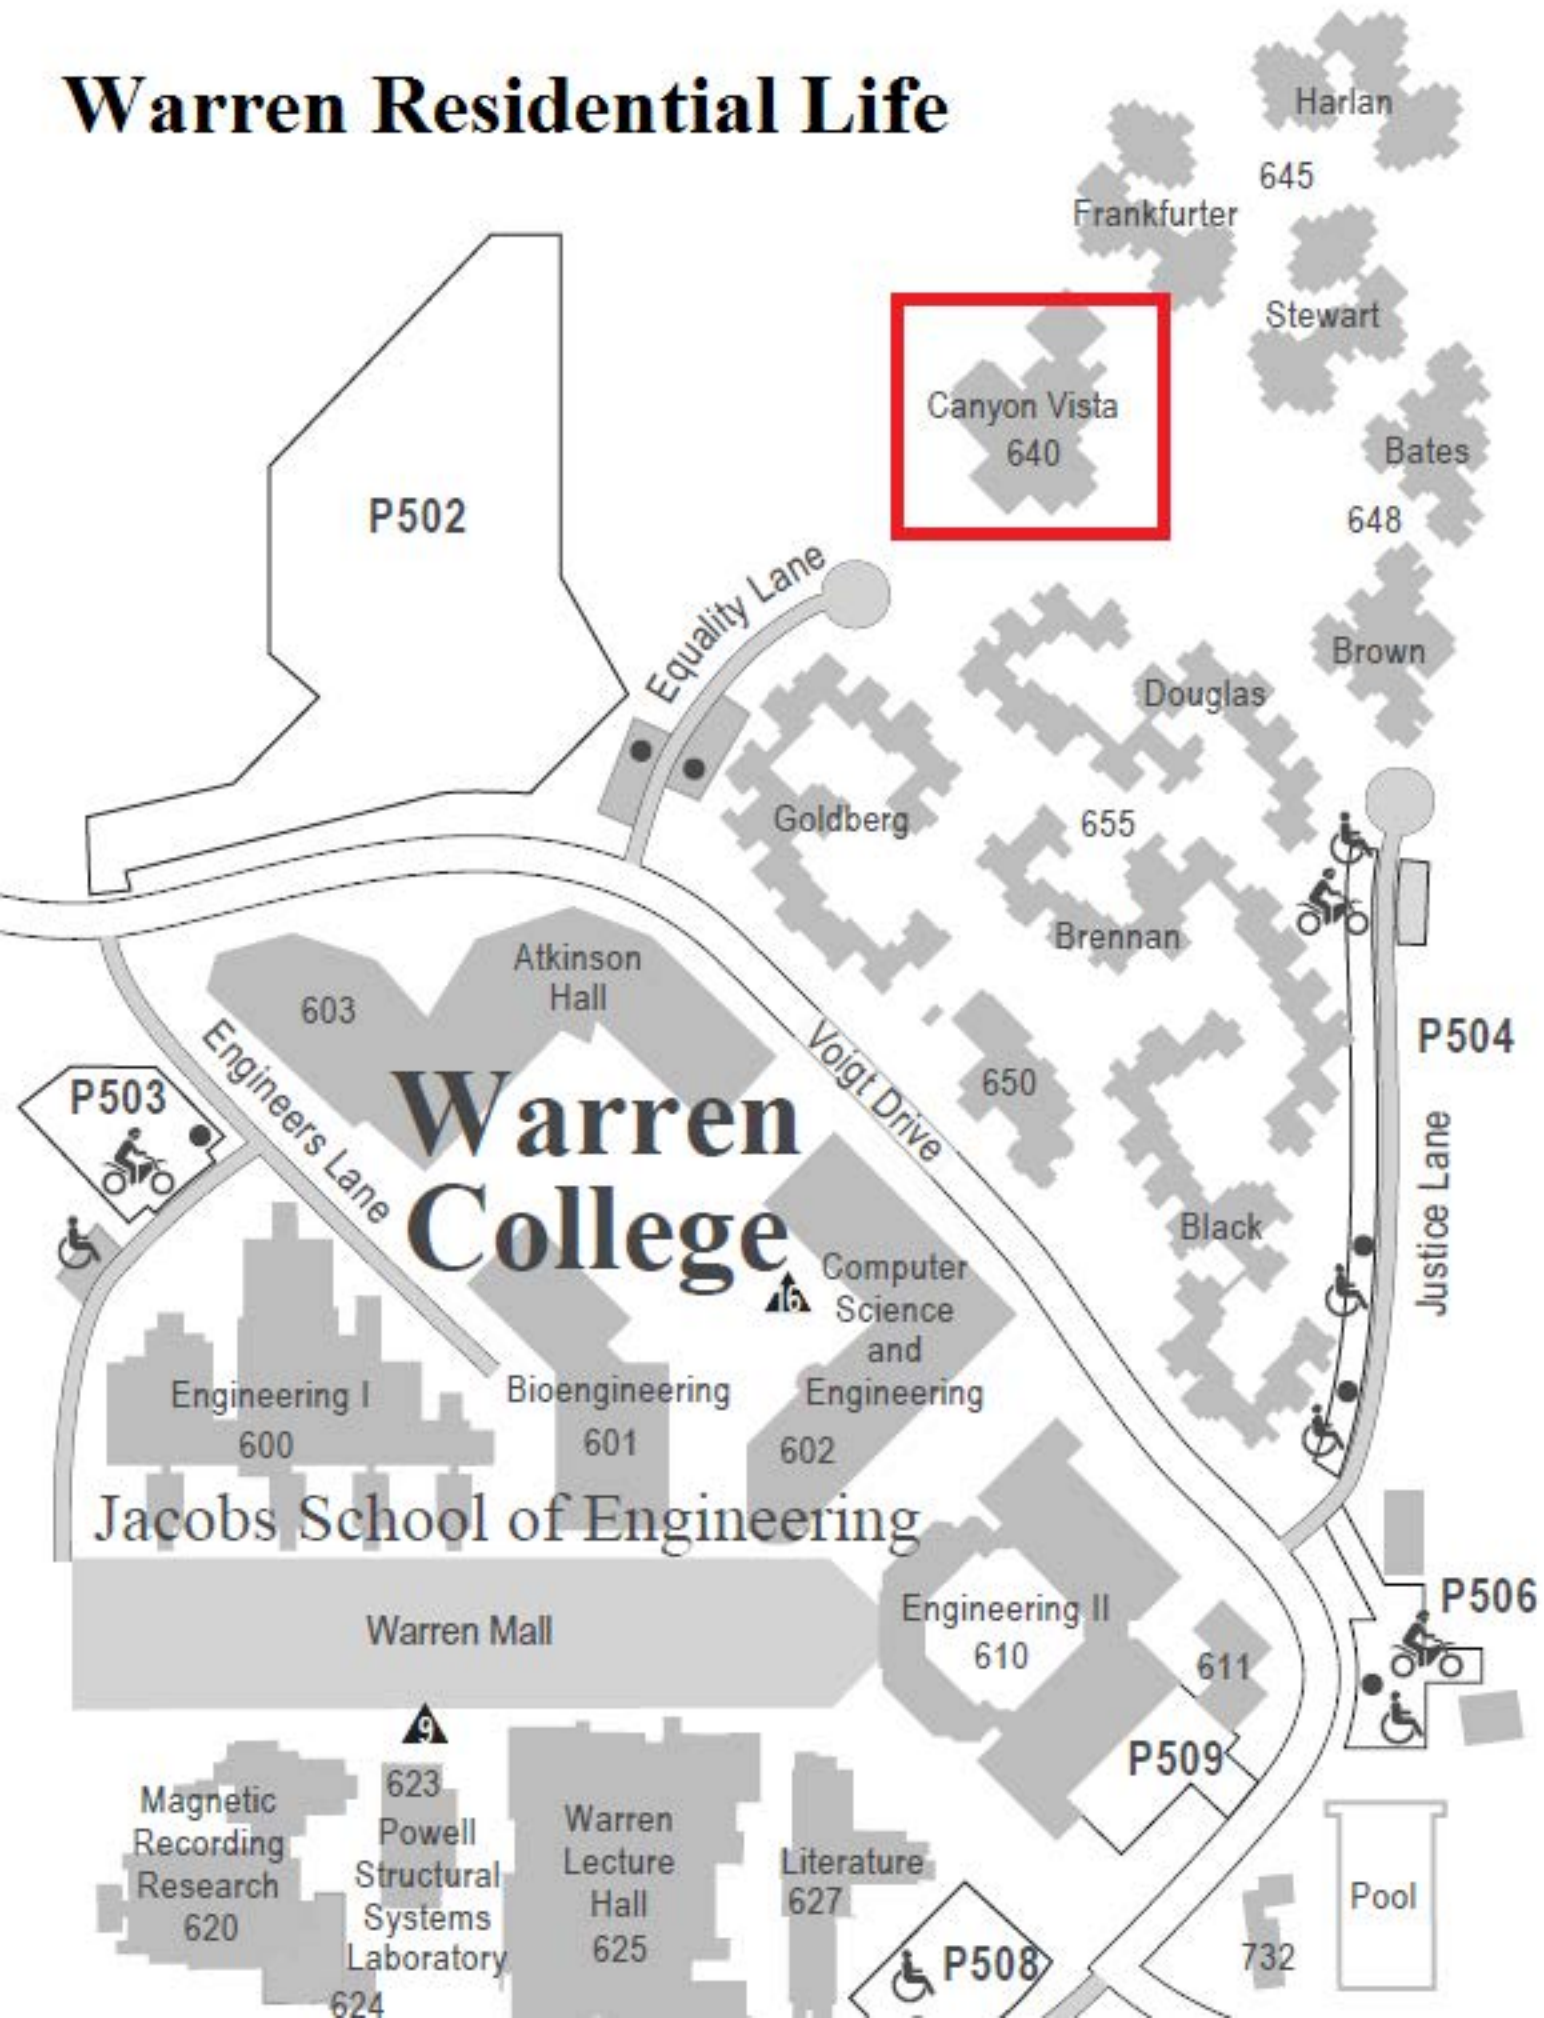 Warren Residential Life
Harlan
645
Frankfurter
Stewart
Canyon Vista
640
Bates
648
P502
Equality Lane
Brown
Douglas
Goldberg
655
Brennan
Atkinson
Hall
603
Engineers Lane
P503
Voigt Drive
650
P504
Justice Lane
Warren
College
16
Black
Computer
Science
and
Engineering
602
Engineering I
600
Bioengineering
601
Jacobs School of Engineering
Warren Mall
Engineering II
610
611
P506
P509
9
Magnetic
Recording
Research
620
623
Powell
Structural
Systems
Laboratory
624
Warren
Lecture
Hall
625
Literature
627
P508
732
Pool